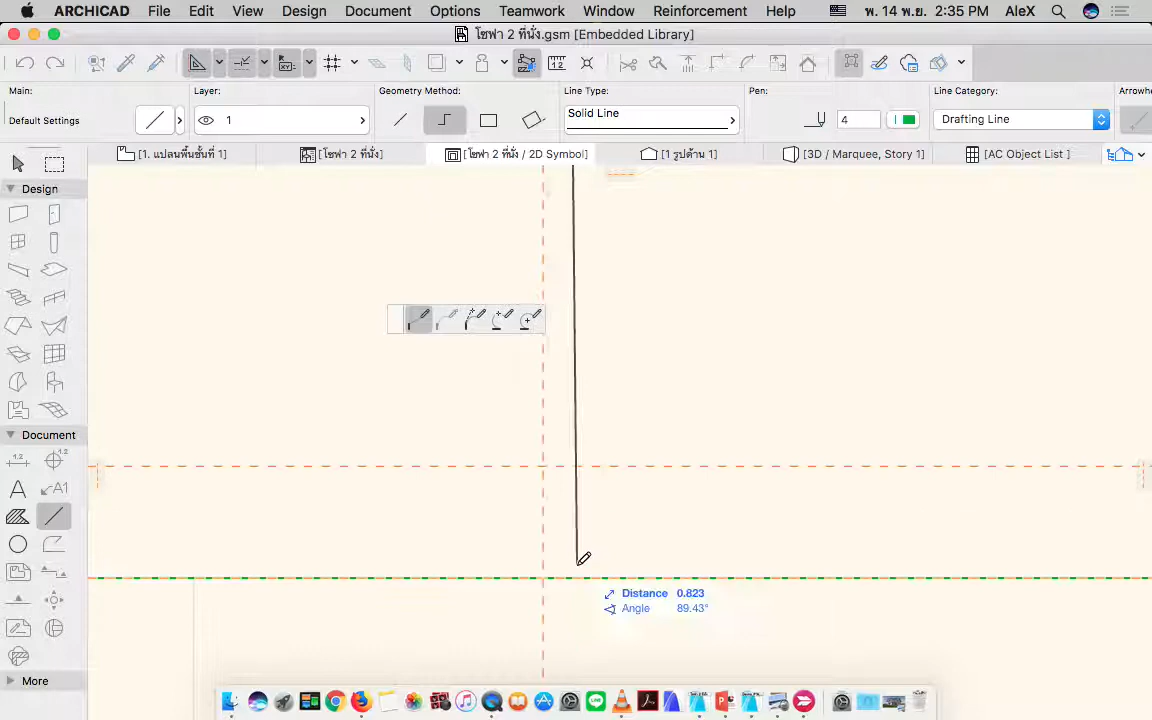 ARCHICAD File Edit View Design Document Options Teamwork Window Reinforcement Help พ. 14 พ.ย. 2:35 PM AleX
โซฟา 2 ที่นั่ง.gsm [Embedded Library]
Main:
Default Settings
Layer:
1
Geometry Method:
Line Type:
Solid Line
Pen:
4
Line Category:
Drafting Line
Arrowhe
[1. แปลนพื้นชั้นที่ 1] [โซฟา 2 ที่นั่ง] [โซฟา 2 ที่นั่ง / 2D Symbol] [1 รูปด้าน 1] [3D / Marquee, Story 1] [AC Object List ]
Design
Document
A A1
More
Distance 0.823
Angle 89.43°